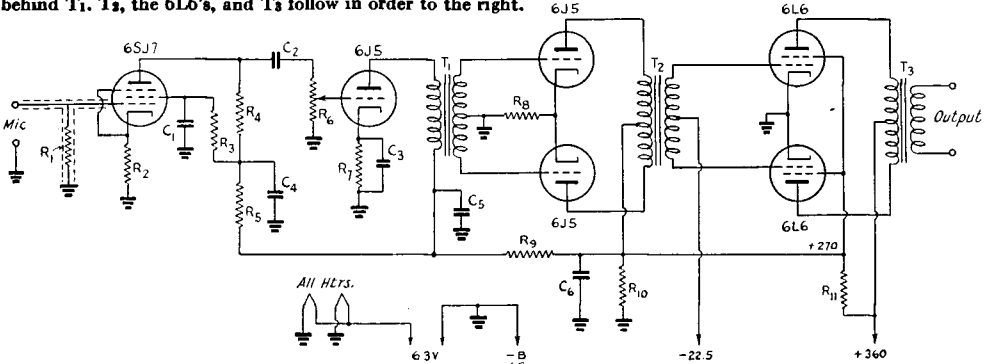 behind T₁. T₂, the 6L6's, and T₃ follow in order to the right.
6SJ7
C2
6J5
T1
6J5
T2
6L6
T3
Mic
R1
R2
C1
R3
R4
C4
R5
R6
R7
C3
C5
R8
6J5
6L6
Output
R9
C6
R10
+270
R11
All Htrs.
6 3V
-B
-22.5
+360